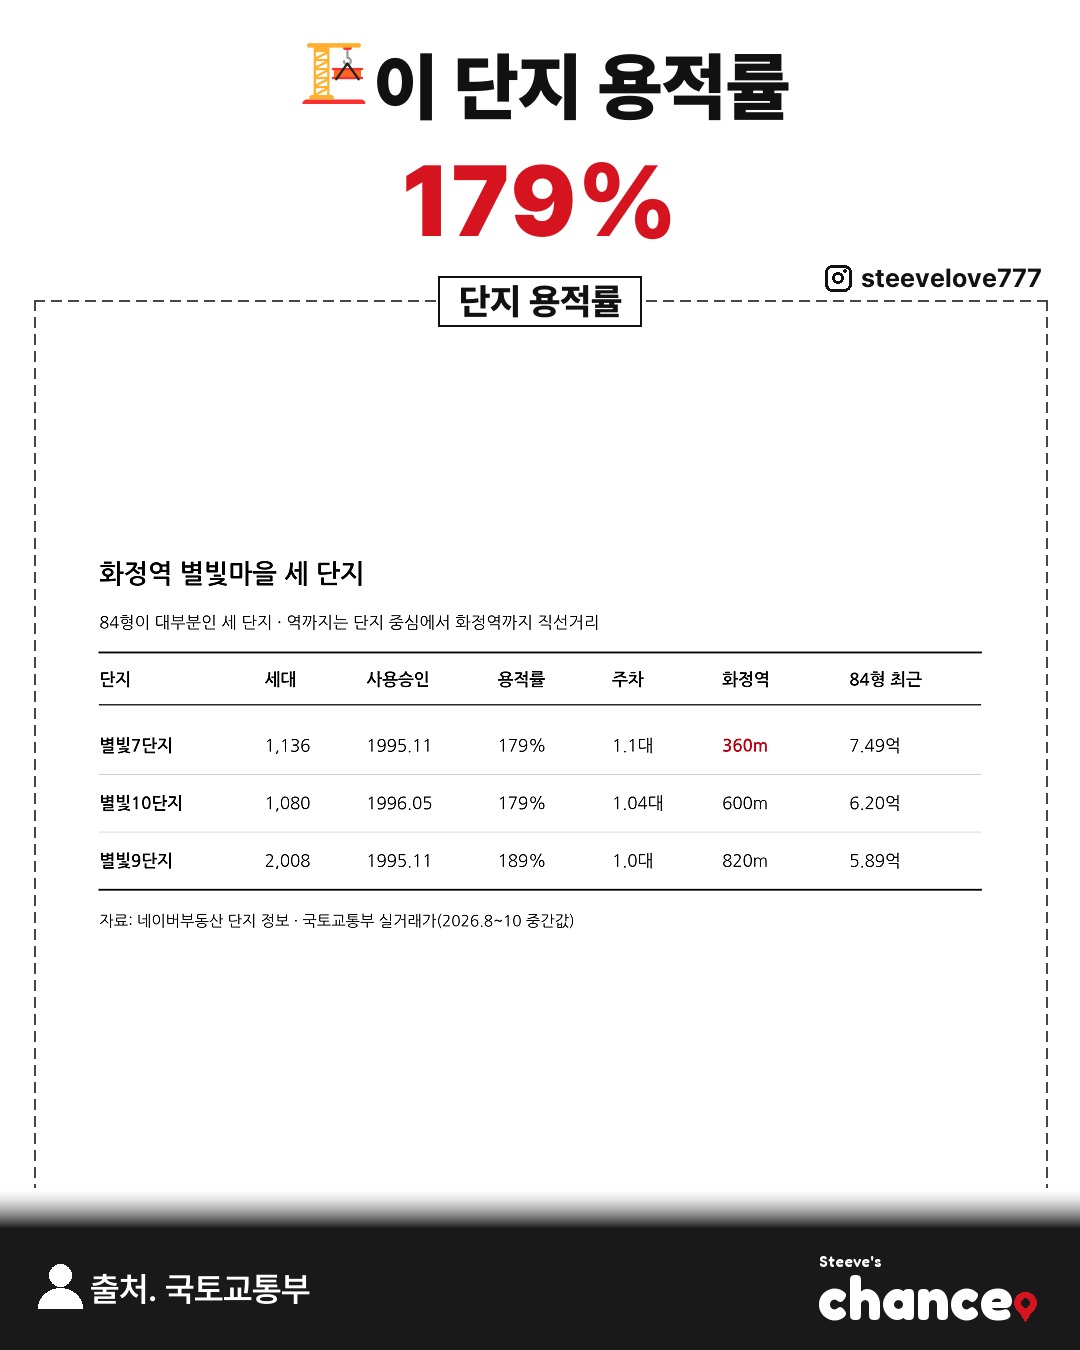 이 단지 용적률
179%
steevelove777
단지 용적률
화정역 별빛마을 세 단지
84형이 대부분인 세 단지 · 역까지는 단지 중심에서 화정역까지 직선거리
단지 세대 사용승인 용적률 주차 화정역 84형 최근
별빛7단지 1,136 1995.11 179% 1.1대 360m 7.49억
별빛10단지 1,080 1996.05 179% 1.04대 600m 6.20억
별빛9단지 2,008 1995.11 189% 1.0대 820m 5.89억
자료: 네이버부동산 단지 정보 · 국토교통부 실거래가(2026.8~10 중간값)
출처. 국토교통부
Steeve's
chance